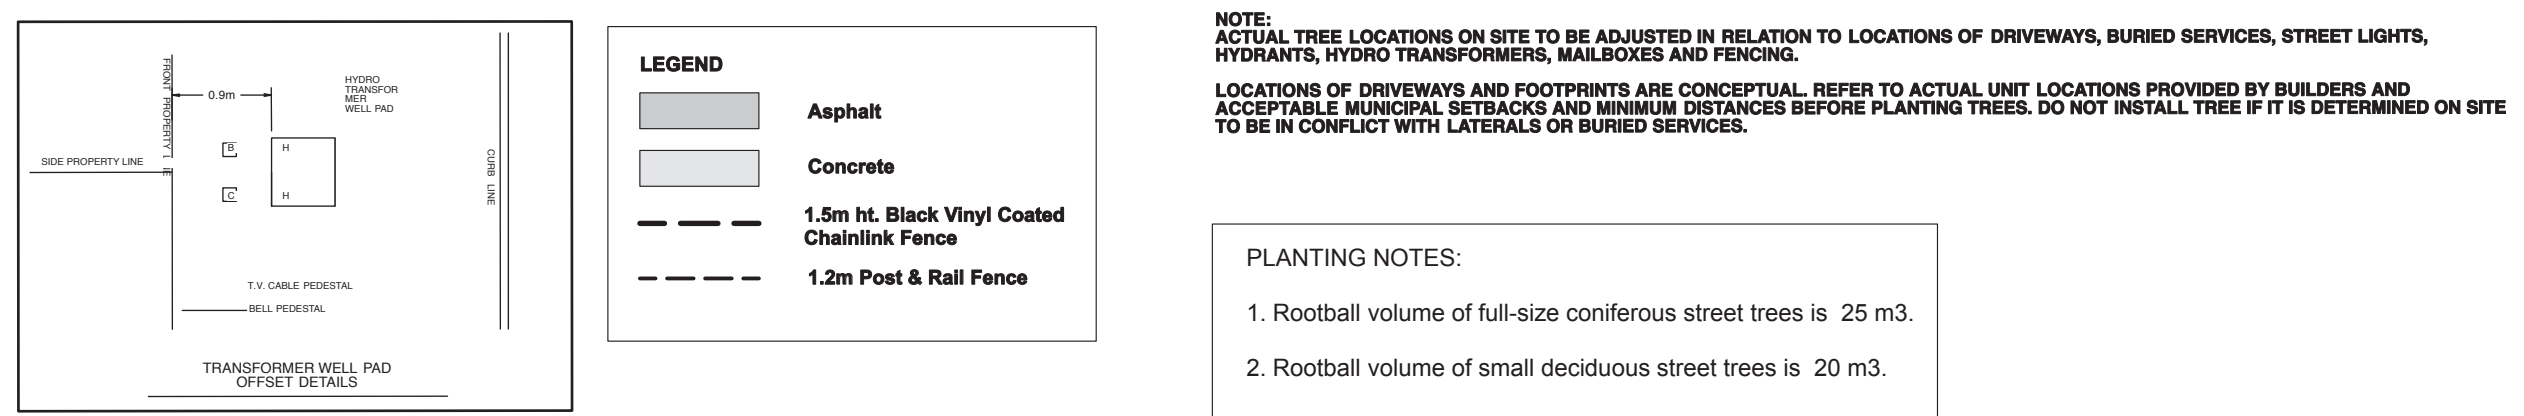 FRONT PROPERTY L IE
0.9m
HYDRO
TRANSFOR
MER
WELL PAD
B
H
SIDE PROPERTY LINE
C
H
CURB LINE
T.V. CABLE PEDESTAL
BELL PEDESTAL
TRANSFORMER WELL PAD
OFFSET DETAILS
LEGEND
Asphalt
Concrete
1.5m ht. Black Vinyl Coated
Chainlink Fence
1.2m Post & Rail Fence
NOTE:
ACTUAL TREE LOCATIONS ON SITE TO BE ADJUSTED IN RELATION TO LOCATIONS OF DRIVEWAYS, BURIED SERVICES, STREET LIGHTS,
HYDRANTS, HYDRO TRANSFORMERS, MAILBOXES AND FENCING.
LOCATIONS OF DRIVEWAYS AND FOOTPRINTS ARE CONCEPTUAL. REFER TO ACTUAL UNIT LOCATIONS PROVIDED BY BUILDERS AND
ACCEPTABLE MUNICIPAL SETBACKS AND MINIMUM DISTANCES BEFORE PLANTING TREES. DO NOT INSTALL TREE IF IT IS DETERMINED ON SITE
TO BE IN CONFLICT WITH LATERALS OR BURIED SERVICES.
PLANTING NOTES:
1. Rootball volume of full-size coniferous street trees is 25 m3.
2. Rootball volume of small deciduous street trees is 20 m3.